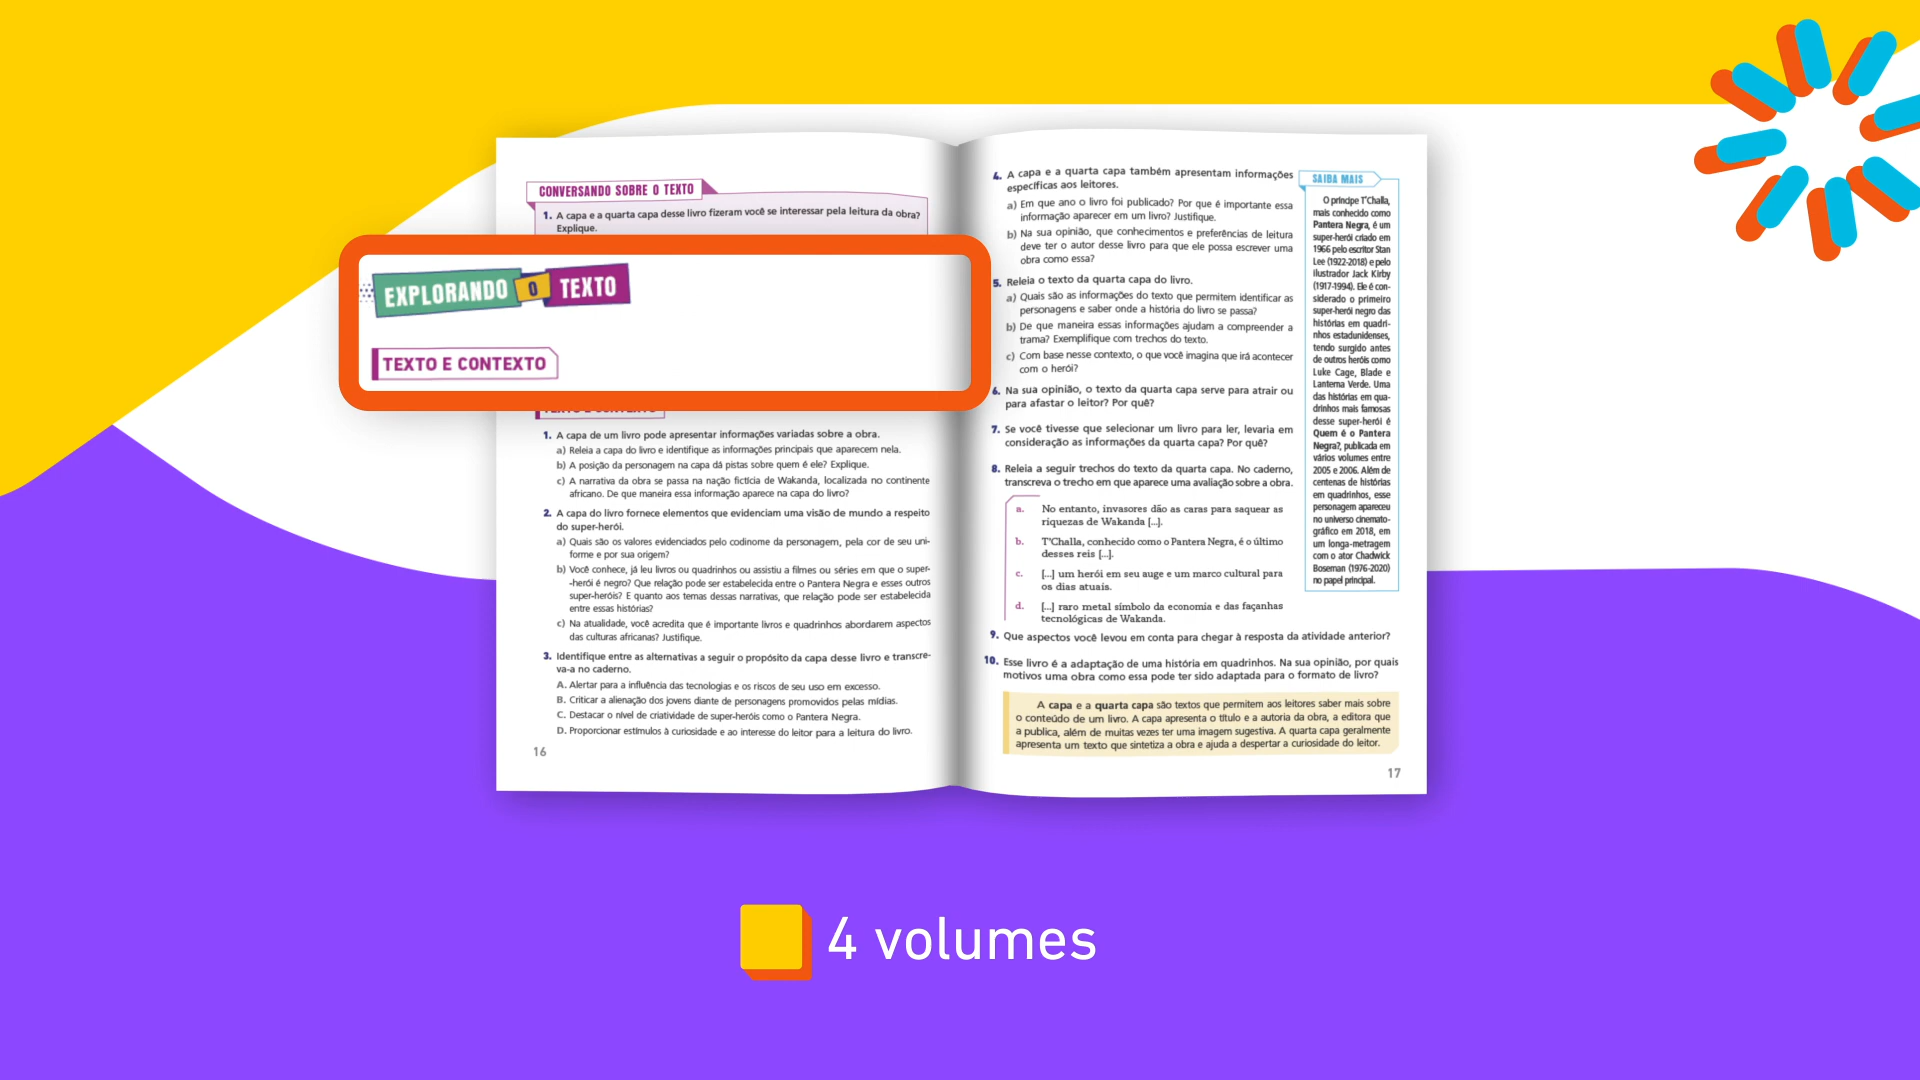 CONVERSANDO SOBRE O TEXTO
1. A capa e a quarta capa desse livro fizeram você se interessar pela leitura da obra?
Explique.
EXPLORANDO O TEXTO
TEXTO E CONTEXTO
1. A capa de um livro pode apresentar informações variadas sobre a obra.
a) Releia a capa do livro e identifique as informações principais que aparecem nela.
b) A posição da personagem na capa dá pistas sobre quem é ele? Explique.
c) A narrativa da obra se passa na nação fictícia de Wakanda, localizada no continente
africano. De que maneira essa informação aparece na capa do livro?
2. A capa do livro fornece elementos que evidenciam uma visão de mundo a respeito
do super-herói.
a) Quais são os valores evidenciados pelo codinome da personagem, pela cor de seu uni-
forme e por sua origem?
b) Você conhece, já leu livros ou quadrinhos ou assistiu a filmes ou séries em que o super-
-herói é negro? Que relação pode ser estabelecida entre o Pantera Negra e esses outros
super-heróis? E quanto aos temas dessas narrativas, que relação pode ser estabelecida
entre essas histórias?
c) Na atualidade, você acredita que é importante livros e quadrinhos abordarem aspectos
das culturas africanas? Justifique.
3. Identifique entre as alternativas a seguir o propósito da capa desse livro e transcre-
va-a no caderno.
A. Alertar para a influência das tecnologias e os riscos de seu uso em excesso.
B. Criticar a alienação dos jovens diante de personagens promovidos pelas mídias.
C. Destacar o nível de criatividade de super-heróis como o Pantera Negra.
D. Proporcionar estímulos à curiosidade e ao interesse do leitor para a leitura do livro.
16
4. A capa e a quarta capa também apresentam informações
específicas aos leitores.
a) Em que ano o livro foi publicado? Por que é importante essa
informação aparecer em um livro? Justifique.
b) Na sua opinião, que conhecimentos e preferências de leitura
deve ter o autor desse livro para que ele possa escrever uma
obra como essa?
5. Releia o texto da quarta capa do livro.
a) Quais são as informações do texto que permitem identificar as
personagens e saber onde a história do livro se passa?
b) De que maneira essas informações ajudam a compreender a
trama? Exemplifique com trechos do texto.
c) Com base nesse contexto, o que você imagina que irá acontecer
com o herói?
6. Na sua opinião, o texto da quarta capa serve para atrair ou
para afastar o leitor? Por quê?
7. Se você tivesse que selecionar um livro para ler, levaria em
consideração as informações da quarta capa? Por quê?
8. Releia a seguir trechos do texto da quarta capa. No caderno,
transcreva o trecho em que aparece uma avaliação sobre a obra.
a. No entanto, invasores dão as caras para saquear as
riquezas de Wakanda [...].
b. T'Challa, conhecido como o Pantera Negra, é o último
desses reis [...].
c. [...] um herói em seu auge e um marco cultural para
os dias atuais.
d. [...] raro metal símbolo da economia e das façanhas
tecnológicas de Wakanda.
9. Que aspectos você levou em conta para chegar à resposta da atividade anterior?
10. Esse livro é a adaptação de uma história em quadrinhos. Na sua opinião, por quais
motivos uma obra como essa pode ter sido adaptada para o formato de livro?
A capa e a quarta capa são textos que permitem aos leitores saber mais sobre
o conteúdo de um livro. A capa apresenta o título e a autoria da obra, a editora que
a publica, além de muitas vezes ter uma imagem sugestiva. A quarta capa geralmente
apresenta um texto que sintetiza a obra e ajuda a despertar a curiosidade do leitor.
SAIBA MAIS
O príncipe T'Challa,
mais conhecido como
Pantera Negra, é um
super-herói criado em
1966 pelo escritor Stan
Lee (1922-2018) e pelo
ilustrador Jack Kirby
(1917-1994). Ele é con-
siderado o primeiro
super-herói negro das
histórias em quadri-
nhos estadunidenses,
tendo surgido antes
de outros heróis como
Luke Cage, Blade e
Lanterna Verde. Uma
das histórias em qua-
drinhos mais famosas
desse super-herói é
Quem é o Pantera
Negra?, publicada em
vários volumes entre
2005 e 2006. Além de
centenas de histórias
em quadrinhos, esse
personagem apareceu
no universo cinemato-
gráfico em 2018, em
um longa-metragem
com o ator Chadwick
Boseman (1976-2020)
no papel principal.
17
4 volumes